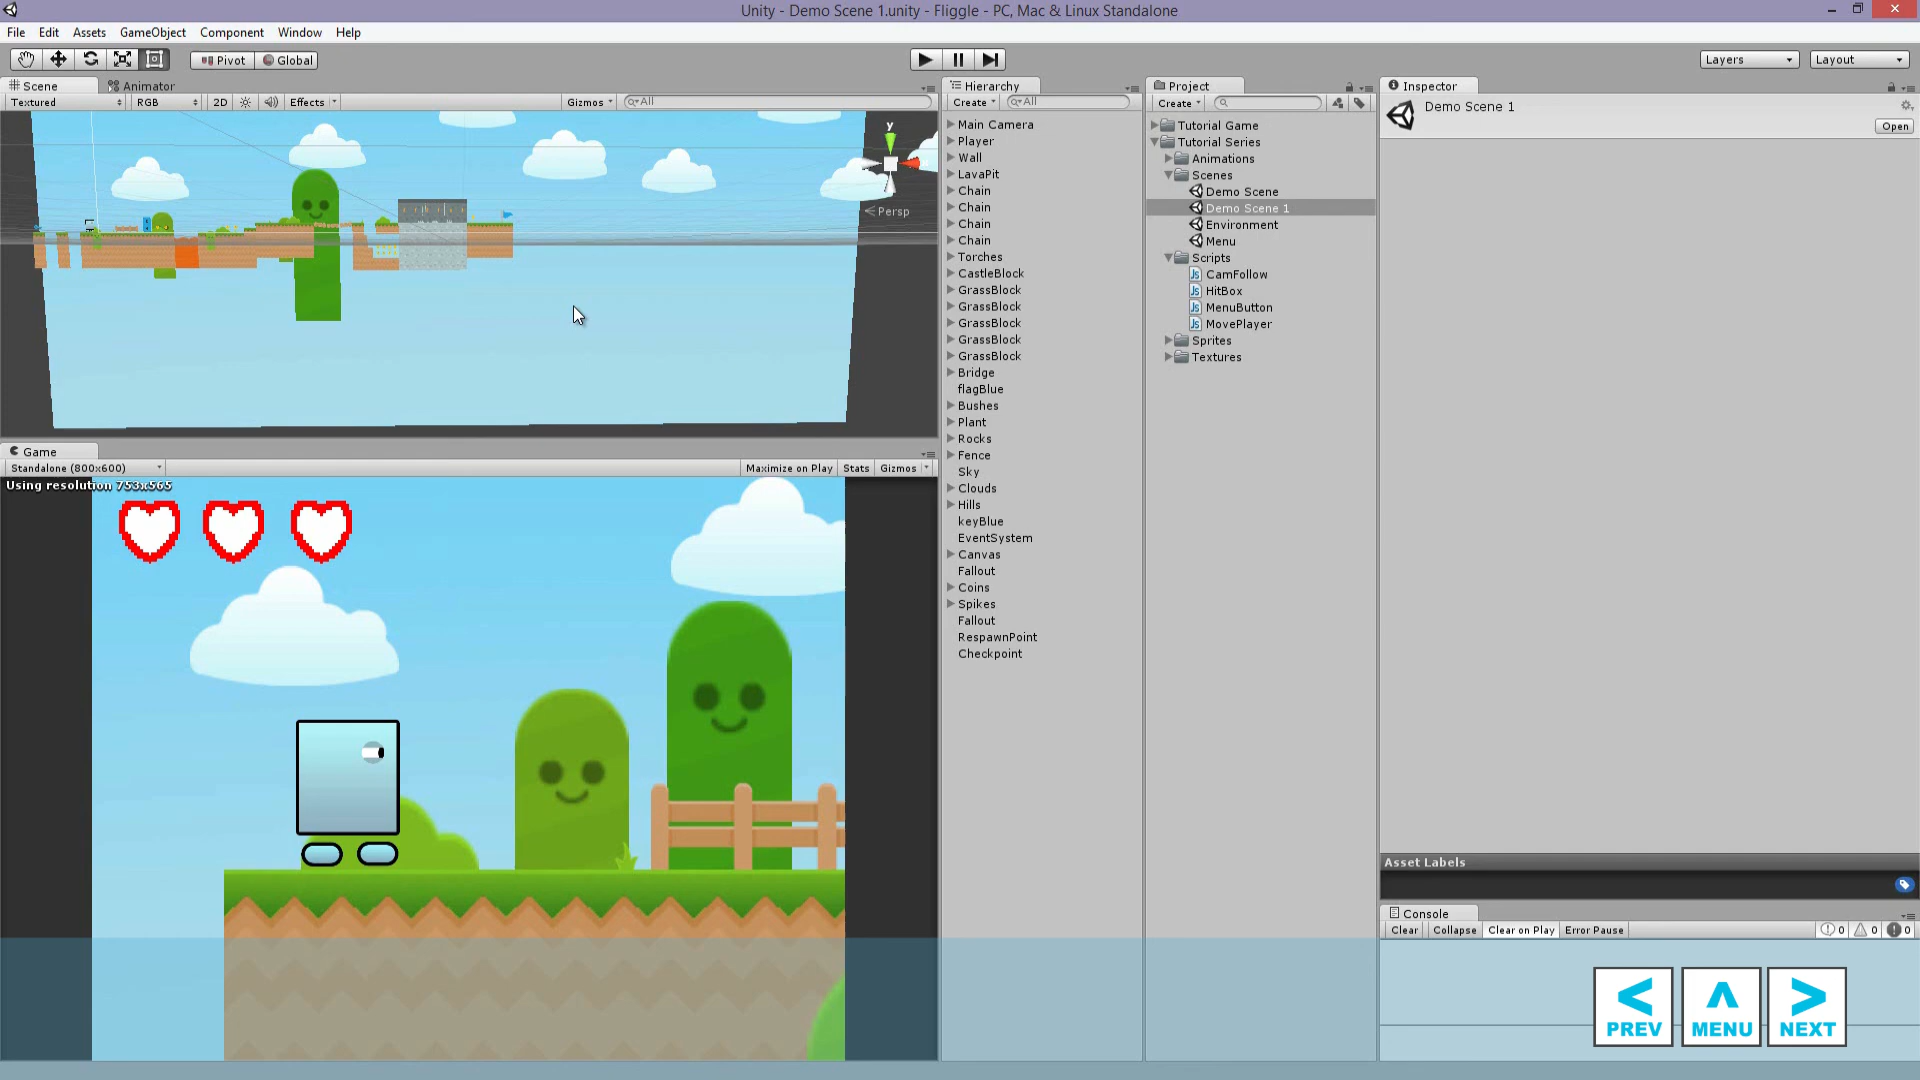 Unity - Demo Scene 1.unity - Fliggle - PC, Mac & Linux Standalone
File Edit Assets GameObject Component Window Help
Pivot Global
Layers Layout
Scene Animator
Textured RGB 2D Effects Gizmos All
y
Persp
Game
Standalone (800x600) Maximize on Play Stats Gizmos
Using resolution 753x565
Hierarchy
Create All
Main Camera
Player
Wall
LavaPit
Chain
Chain
Chain
Chain
Torches
CastleBlock
GrassBlock
GrassBlock
GrassBlock
GrassBlock
GrassBlock
Bridge
flagBlue
Bushes
Plant
Rocks
Fence
Sky
Clouds
Hills
keyBlue
EventSystem
Canvas
Fallout
Coins
Spikes
Fallout
RespawnPoint
Checkpoint
Project
Create
Tutorial Game
Tutorial Series
Animations
Scenes
Demo Scene
Demo Scene 1
Environment
Menu
Scripts
Js CamFollow
Js HitBox
Js MenuButton
Js MovePlayer
Sprites
Textures
Inspector
Demo Scene 1
Open
Asset Labels
Console
Clear Collapse Clear on Play Error Pause 0 0 0
PREV MENU NEXT